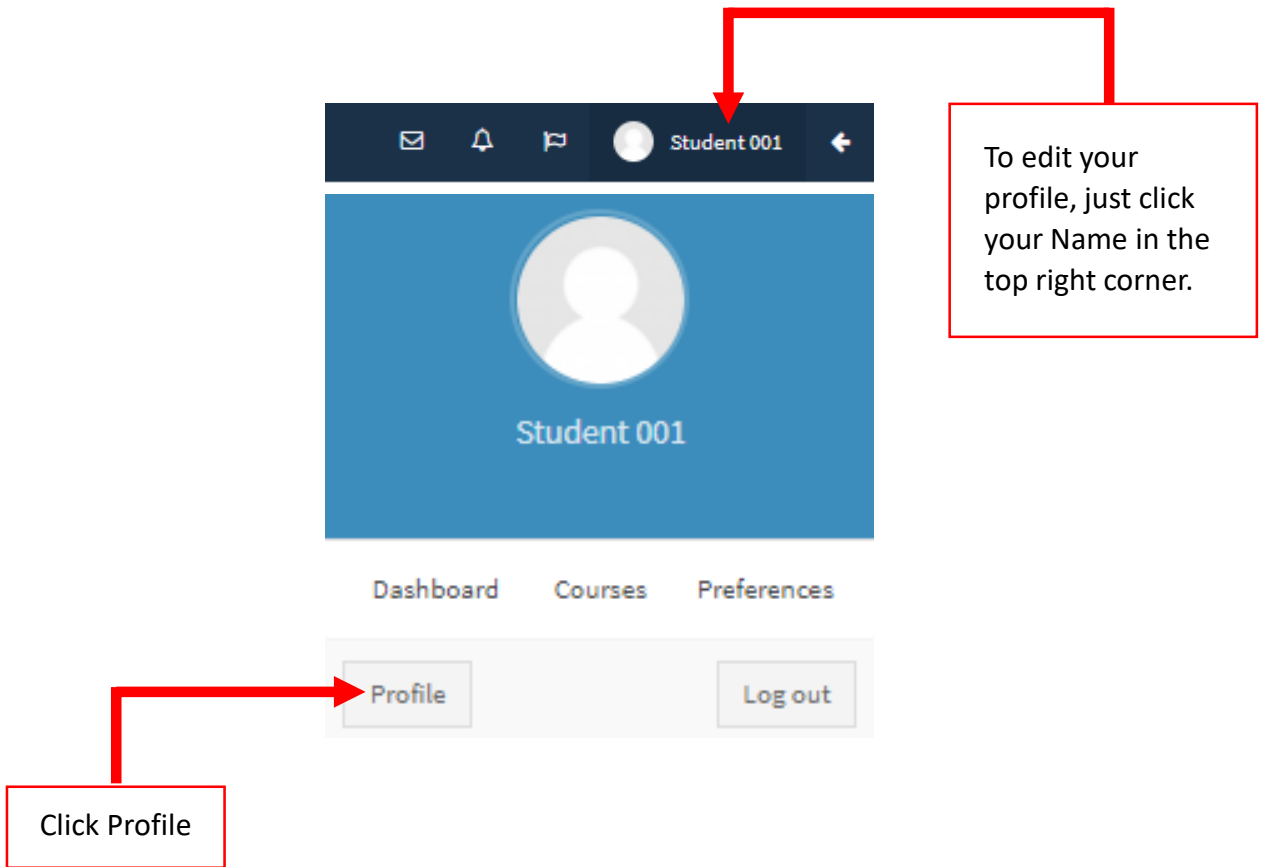 Student 001
To edit your
profile, just click
your Name in the
top right corner.
Student 001
Dashboard Courses Preferences
Profile Log out
Click Profile